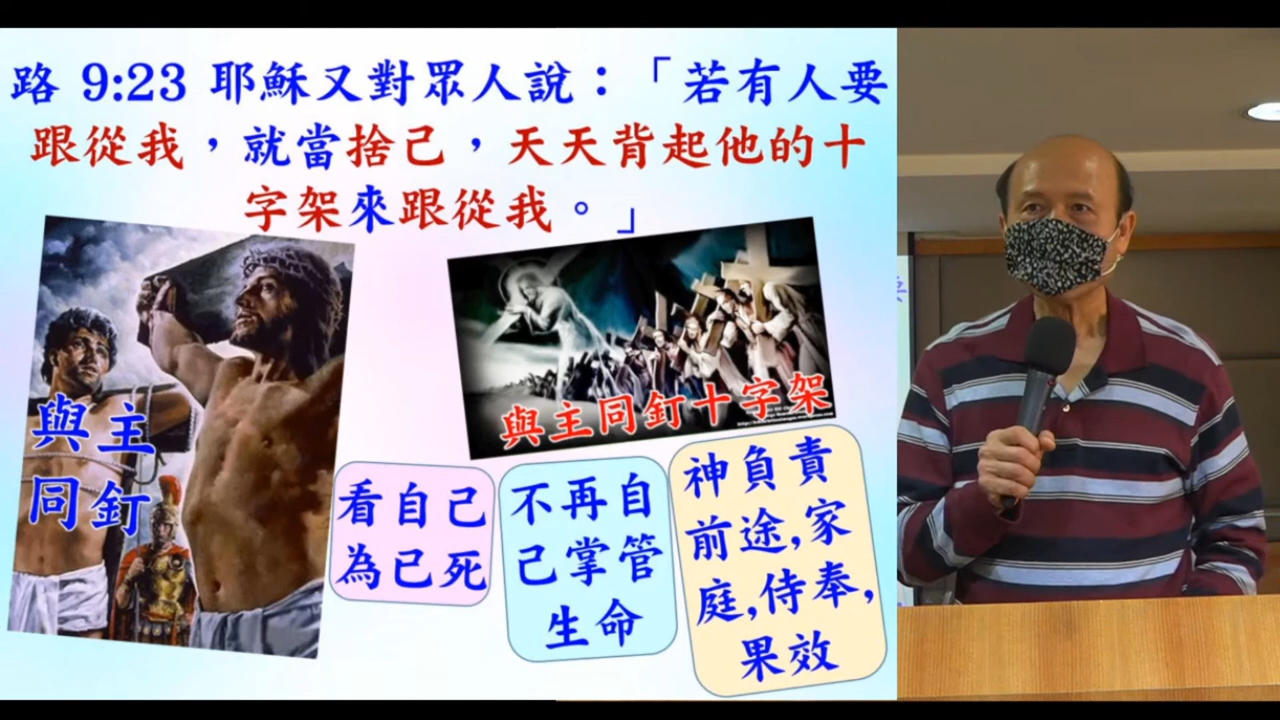 路 9:23 耶穌又對眾人說：「若有人要
跟從我，就當捨己，天天背起他的十
字架來跟從我。」
與主
同釘
與主同釘十字架
看自己
為已死
不再自
己掌管
生命
神負責
前途,家
庭,侍奉,
果效